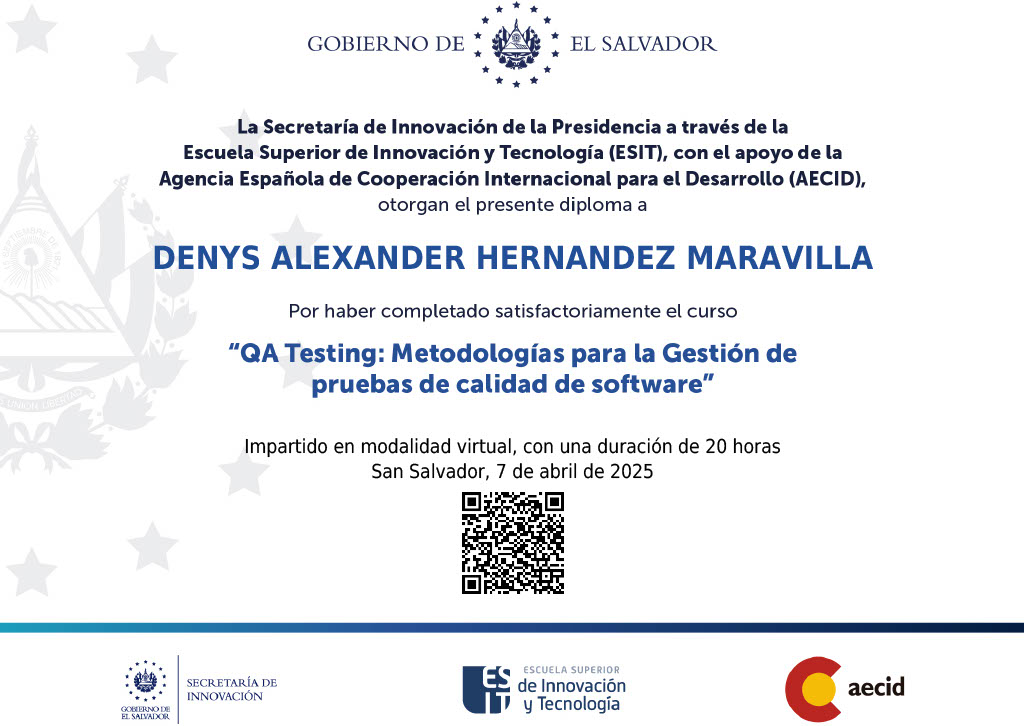 GOBIERNO DE EL SALVADOR
La Secretaría de Innovación de la Presidencia a través de la
Escuela Superior de Innovación y Tecnología (ESIT), con el apoyo de la
Agencia Española de Cooperación Internacional para el Desarrollo (AECID),
otorgan el presente diploma a
DENYS ALEXANDER HERNANDEZ MARAVILLA
Por haber completado satisfactoriamente el curso
“QA Testing: Metodologías para la Gestión de
pruebas de calidad de software”
Impartido en modalidad virtual, con una duración de 20 horas
San Salvador, 7 de abril de 2025
GOBIERNO DE
EL SALVADOR
SECRETARÍA DE
INNOVACIÓN
ES
IT
ESCUELA SUPERIOR
de Innovación
y Tecnología
aecid